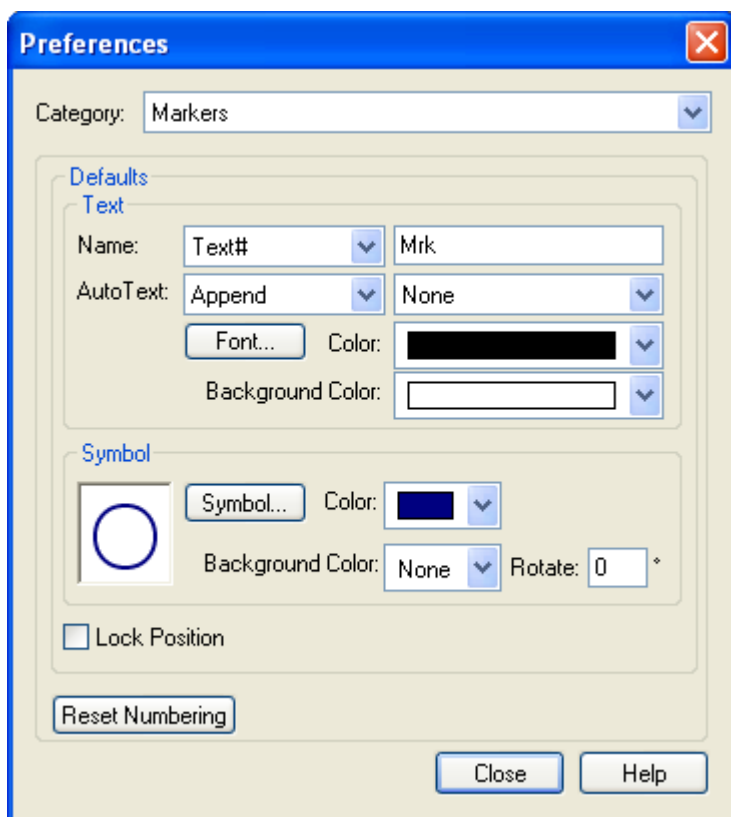 Preferences
Category: Markers
Defaults
Text
Name: Text# Mrk
AutoText: Append None
Font... Color:
Background Color:
Symbol
Symbol... Color:
Background Color: None Rotate: 0 °
Lock Position
Reset Numbering
Close Help